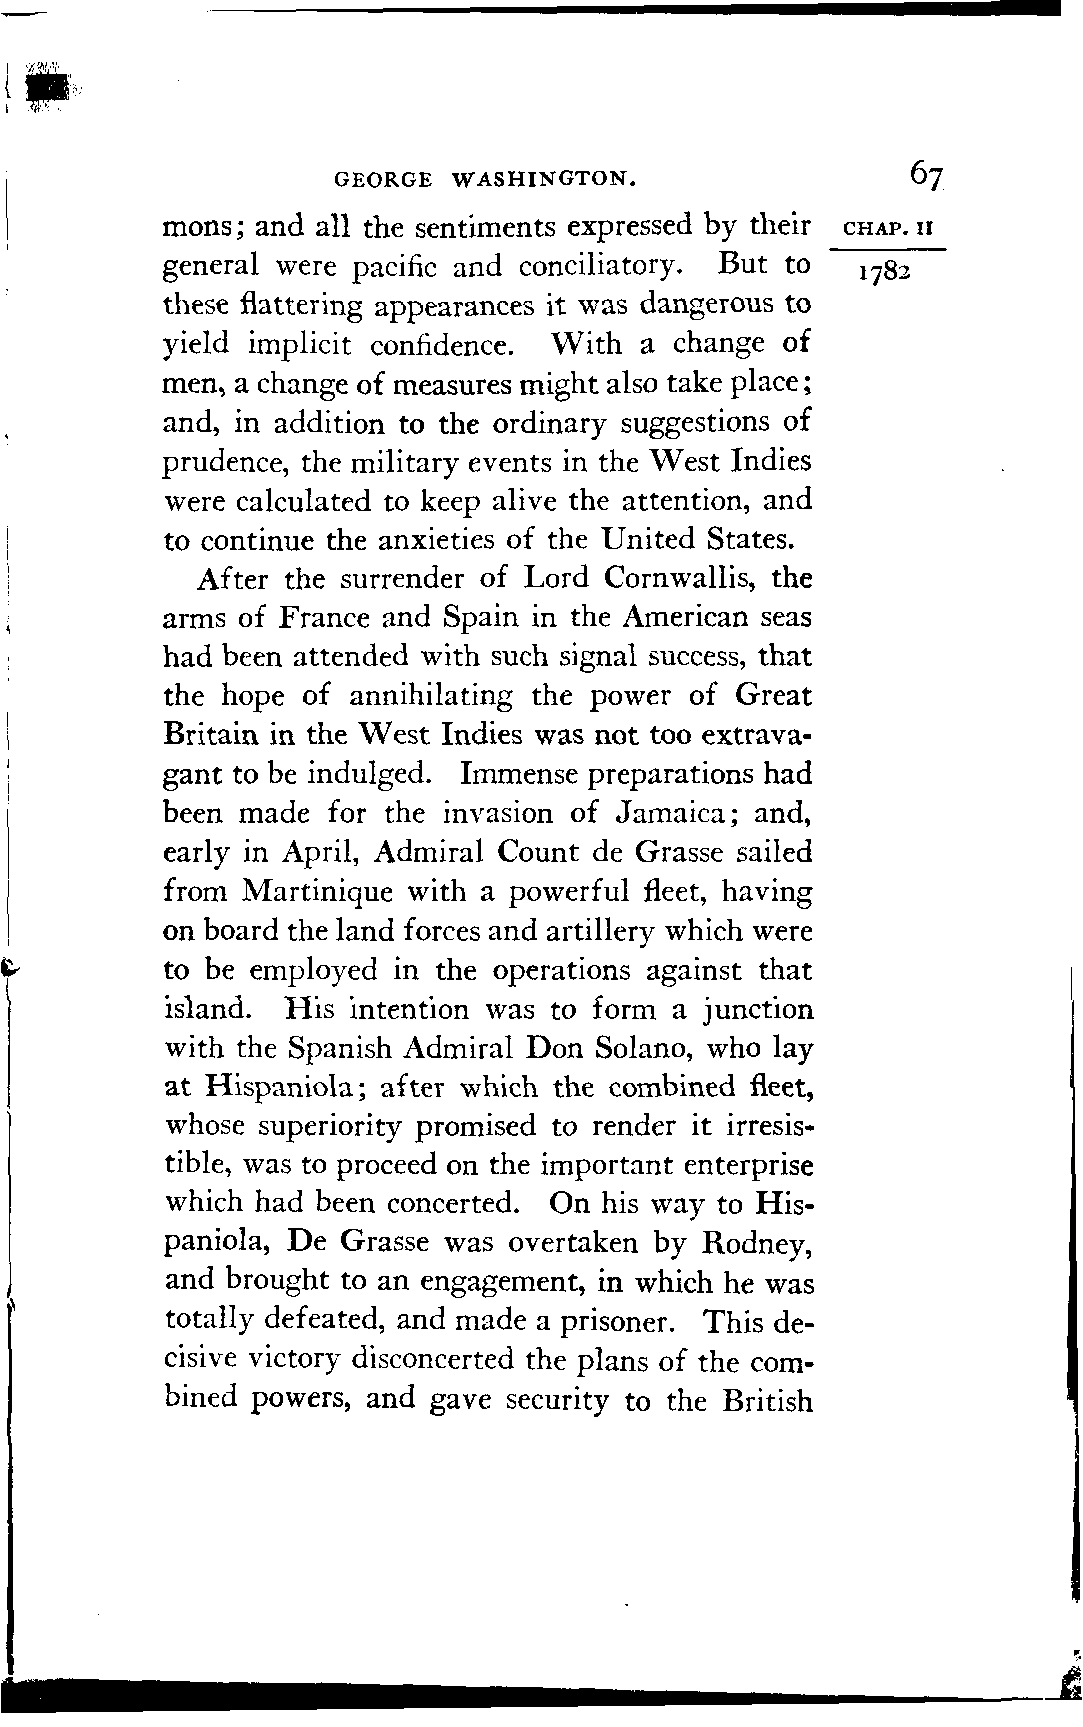 GEORGE WASHINGTON. 67
mons; and all the sentiments expressed by their
CHAP. II
1782
general were pacific and conciliatory. But to
these flattering appearances it was dangerous to
yield implicit confidence. With a change of
men, a change of measures might also take place;
and, in addition to the ordinary suggestions of
prudence, the military events in the West Indies
were calculated to keep alive the attention, and
to continue the anxieties of the United States.
After the surrender of Lord Cornwallis, the
arms of France and Spain in the American seas
had been attended with such signal success, that
the hope of annihilating the power of Great
Britain in the West Indies was not too extrava-
gant to be indulged. Immense preparations had
been made for the invasion of Jamaica; and,
early in April, Admiral Count de Grasse sailed
from Martinique with a powerful fleet, having
on board the land forces and artillery which were
to be employed in the operations against that
island. His intention was to form a junction
with the Spanish Admiral Don Solano, who lay
at Hispaniola; after which the combined fleet,
whose superiority promised to render it irresis-
tible, was to proceed on the important enterprise
which had been concerted. On his way to His-
paniola, De Grasse was overtaken by Rodney,
and brought to an engagement, in which he was
totally defeated, and made a prisoner. This de-
cisive victory disconcerted the plans of the com-
bined powers, and gave security to the British